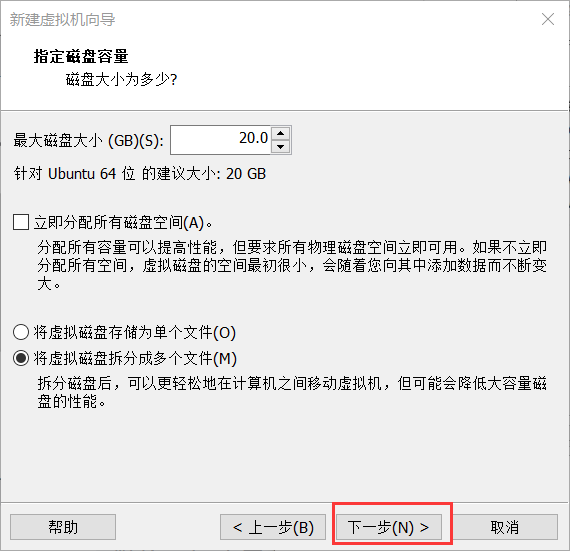 新建虚拟机向导
指定磁盘容量
磁盘大小为多少?
最大磁盘大小 (GB)(S): 20.0
针对 Ubuntu 64 位 的建议大小: 20 GB
立即分配所有磁盘空间(A)。
分配所有容量可以提高性能，但要求所有物理磁盘空间立即可用。如果不立即
分配所有空间，虚拟磁盘的空间最初很小，会随着您向其中添加数据而不断变
大。
将虚拟磁盘存储为单个文件(O)
将虚拟磁盘拆分成多个文件(M)
拆分磁盘后，可以更轻松地在计算机之间移动虚拟机，但可能会降低大容量磁
盘的性能。
帮助 < 上一步(B) 下一步(N) > 取消